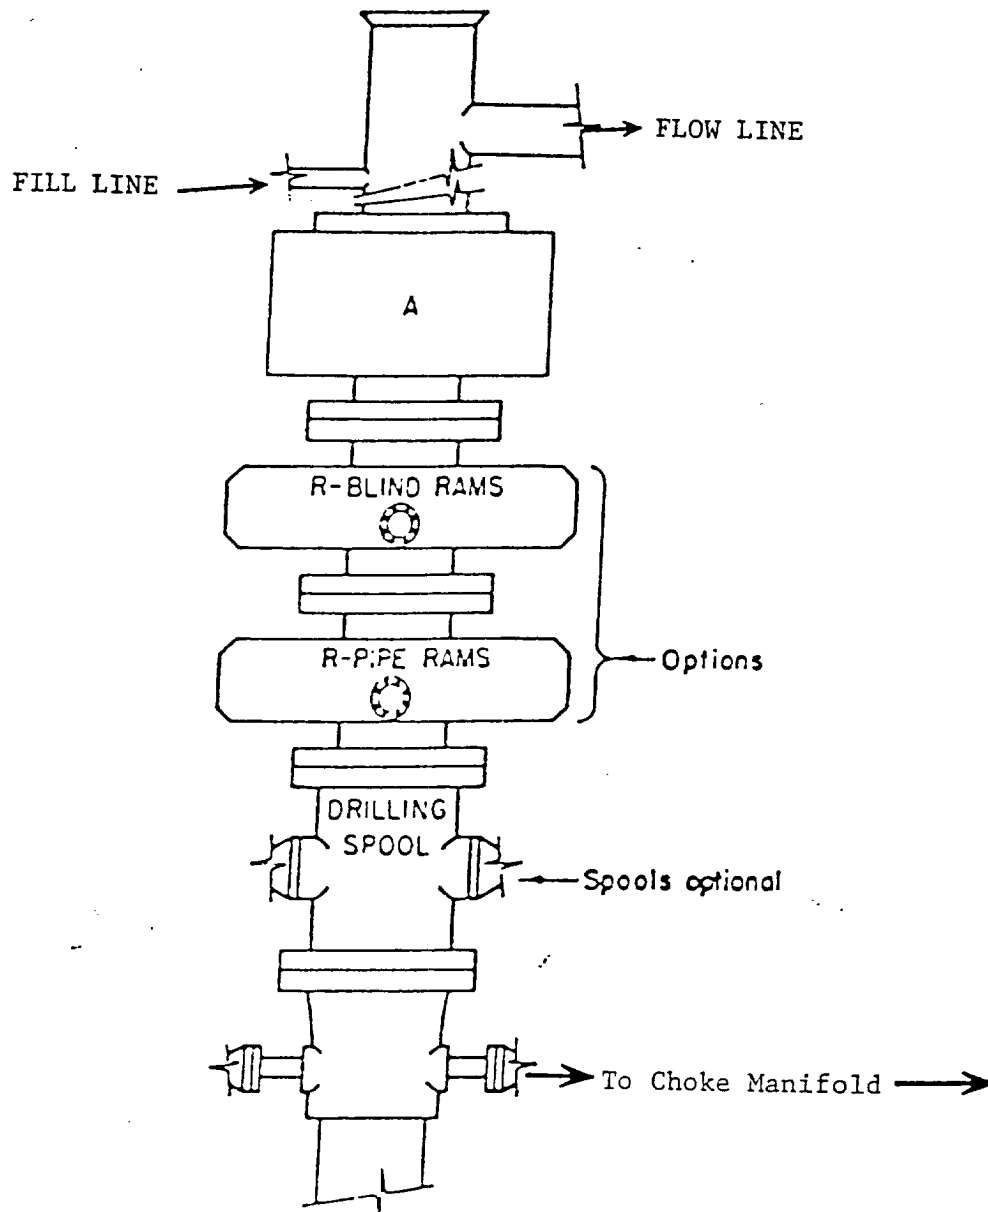 FLOW LINE
FILL LINE
A
R-BLIND RAMS
R-PIPE RAMS
Options
DRILLING
SPOOL
Spools optional
To Choke Manifold